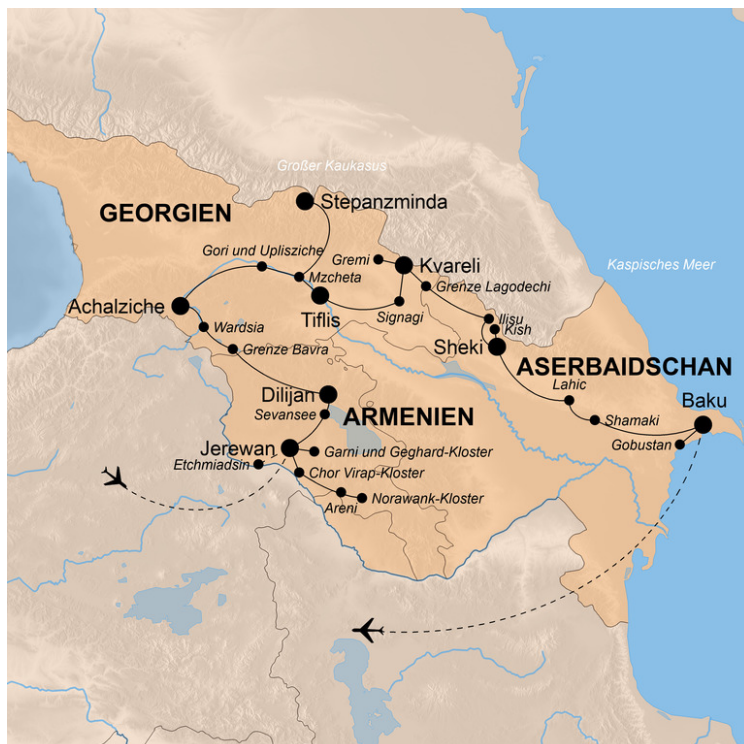 Großer Kaukasus
Stepanzminda
GEORGIEN
Gori und Uplisziche
Gremi
Kvareli
Kaspisches Meer
Mzcheta
Grenze Lagodechi
Achalziche
Tiflis
Signagi
Ilisu
Kish
Wardsia
Sheki
Grenze Bavra
ASERBAIDSCHAN
Lahic
Dilijan
Baku
Sevansee
ARMENIEN
Shamaki
Jerewan
Gobustan
Garni und Geghard-Kloster
Etchmiadsin
Chor Virap-Kloster
Norawank-Kloster
Areni